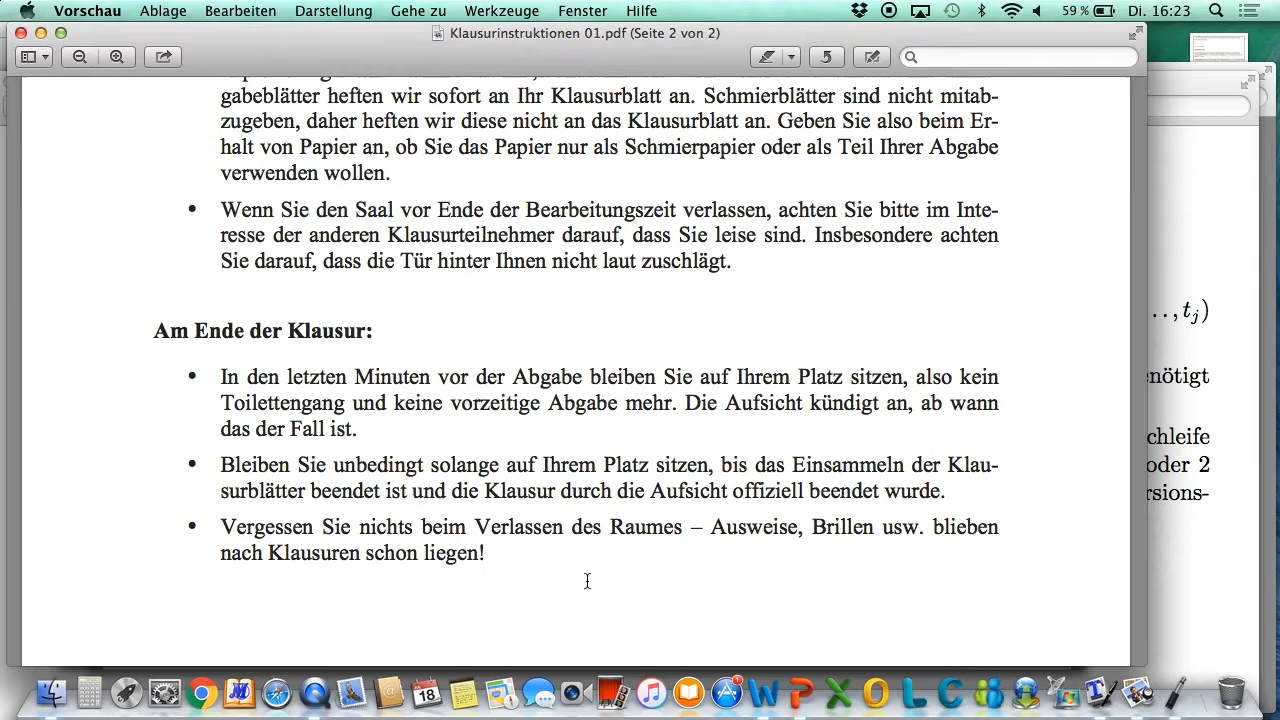 Vorschau Ablage Bearbeiten Darstellung Gehe zu Werkzeuge Fenster Hilfe 59 % Di. 16:23
Klausurinstruktionen 01.pdf (Seite 2 von 2)
gabeblätter heften wir sofort an Ihr Klausurblatt an. Schmierblätter sind nicht mitab-
zugeben, daher heften wir diese nicht an das Klausurblatt an. Geben Sie also beim Er-
halt von Papier an, ob Sie das Papier nur als Schmierpapier oder als Teil Ihrer Abgabe
verwenden wollen.
• Wenn Sie den Saal vor Ende der Bearbeitungszeit verlassen, achten Sie bitte im Inte-
resse der anderen Klausurteilnehmer darauf, dass Sie leise sind. Insbesondere achten
Sie darauf, dass die Tür hinter Ihnen nicht laut zuschlägt.
Am Ende der Klausur:
• In den letzten Minuten vor der Abgabe bleiben Sie auf Ihrem Platz sitzen, also kein
Toilettengang und keine vorzeitige Abgabe mehr. Die Aufsicht kündigt an, ab wann
das der Fall ist.
• Bleiben Sie unbedingt solange auf Ihrem Platz sitzen, bis das Einsammeln der Klau-
surblätter beendet ist und die Klausur durch die Aufsicht offiziell beendet wurde.
• Vergessen Sie nichts beim Verlassen des Raumes – Ausweise, Brillen usw. blieben
nach Klausuren schon liegen!
. . , tj)
enötigt
chleife
oder 2
rsions-
18